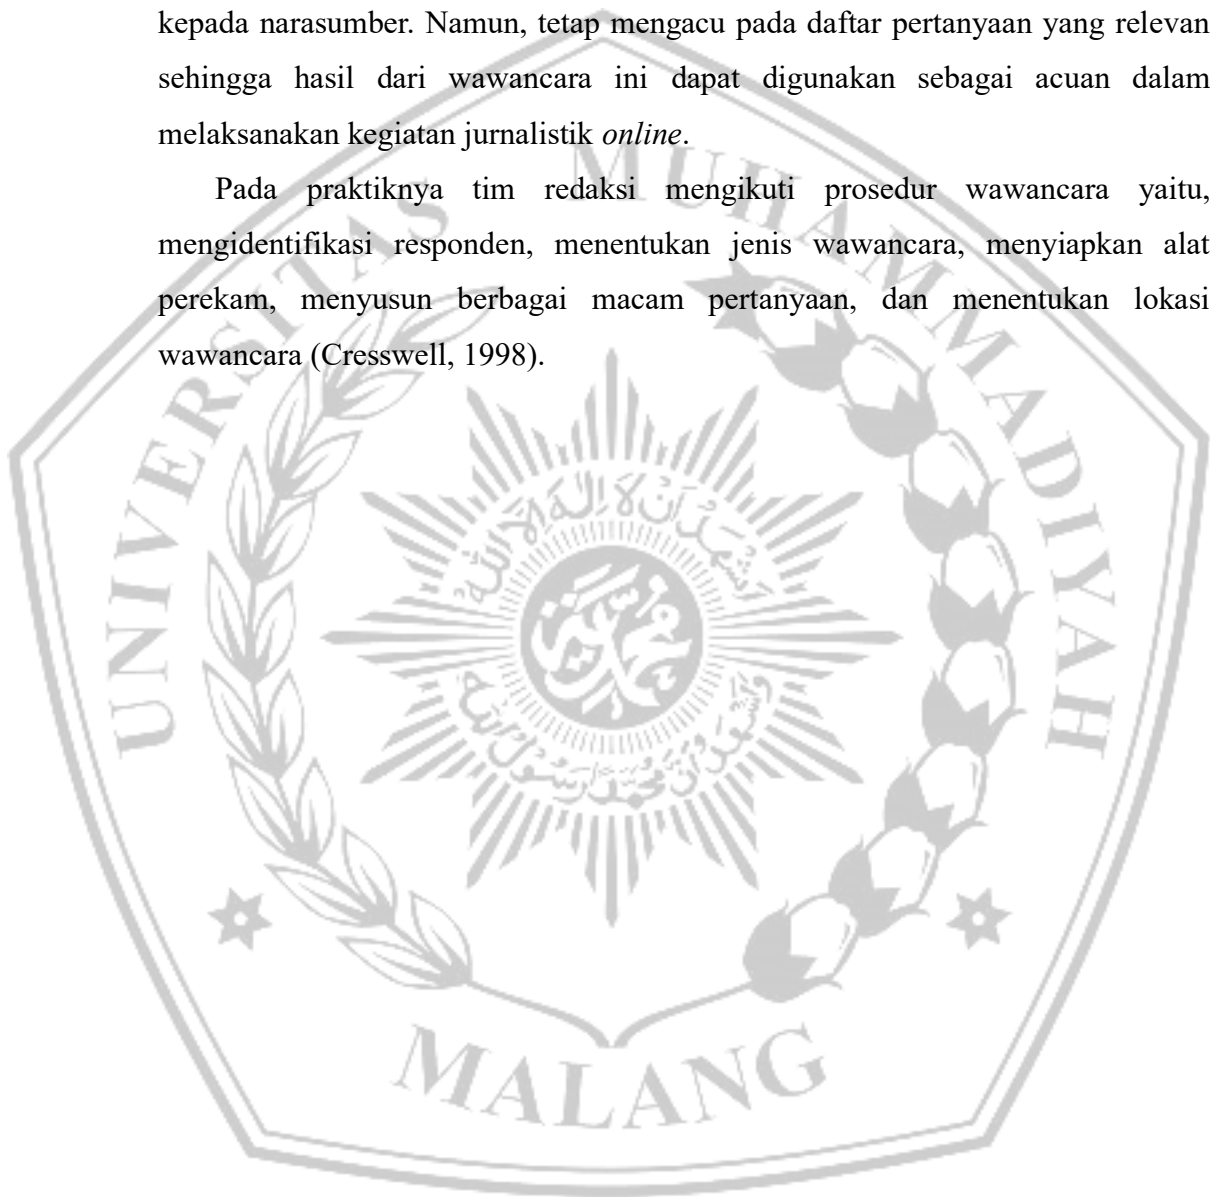 kepada narasumber. Namun, tetap mengacu pada daftar pertanyaan yang relevan
sehingga hasil dari wawancara ini dapat digunakan sebagai acuan dalam
melaksanakan kegiatan jurnalistik online.
Pada praktiknya tim redaksi mengikuti prosedur wawancara yaitu,
mengidentifikasi responden, menentukan jenis wawancara, menyiapkan alat
perekam, menyusun berbagai macam pertanyaan, dan menentukan lokasi
wawancara (Cresswell, 1998).
UNIVERSITAS MUHAMMADIYAH
MALANG